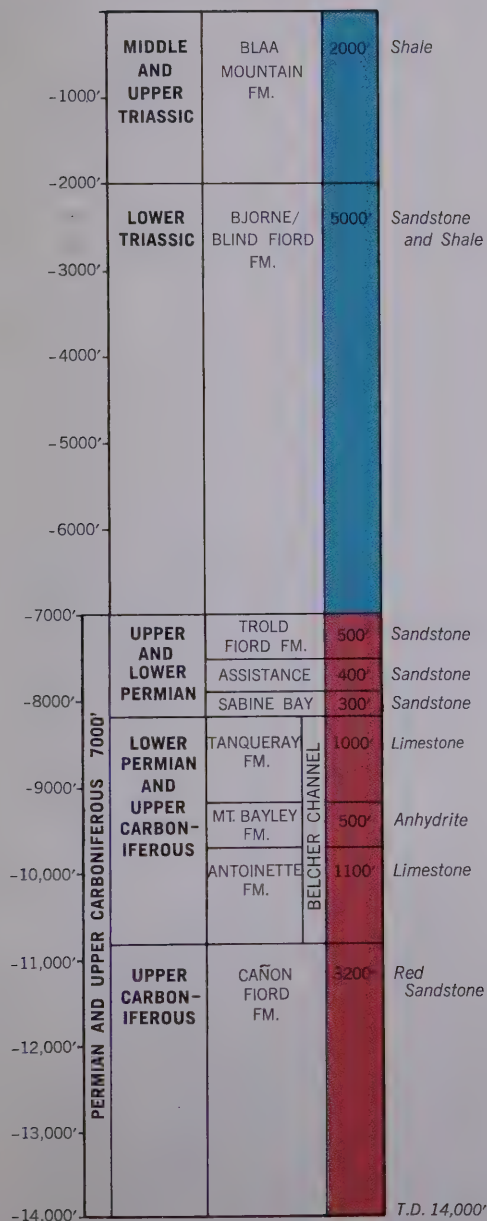 MIDDLE
AND
UPPER
TRIASSIC
BLAA
MOUNTAIN
FM.
2000'
Shale
-1000'
-2000'
LOWER
TRIASSIC
BJORNE/
BLIND FIORD
FM.
5000'
Sandstone
and Shale
-3000'
-4000'
-5000'
-6000'
-7000'
PERMIAN AND UPPER CARBONIFEROUS 7000'
UPPER
AND
LOWER
PERMIAN
TROLD
FIORD FM.
500'
Sandstone
ASSISTANCE
400'
Sandstone
-8000'
SABINE BAY
300'
Sandstone
LOWER
PERMIAN
AND
UPPER
CARBON-
IFEROUS
TANQUERAY
FM.
1000'
Limestone
BELCHER CHANNEL
-9000'
MT. BAYLEY
FM.
500'
Anhydrite
-10,000'
ANTOINETTE
FM.
1100'
Limestone
-11,000'
UPPER
CARBON-
IFEROUS
CAÑON
FIORD
FM.
3200'
Red
Sandstone
-12,000'
-13,000'
-14,000'
T.D. 14,000'